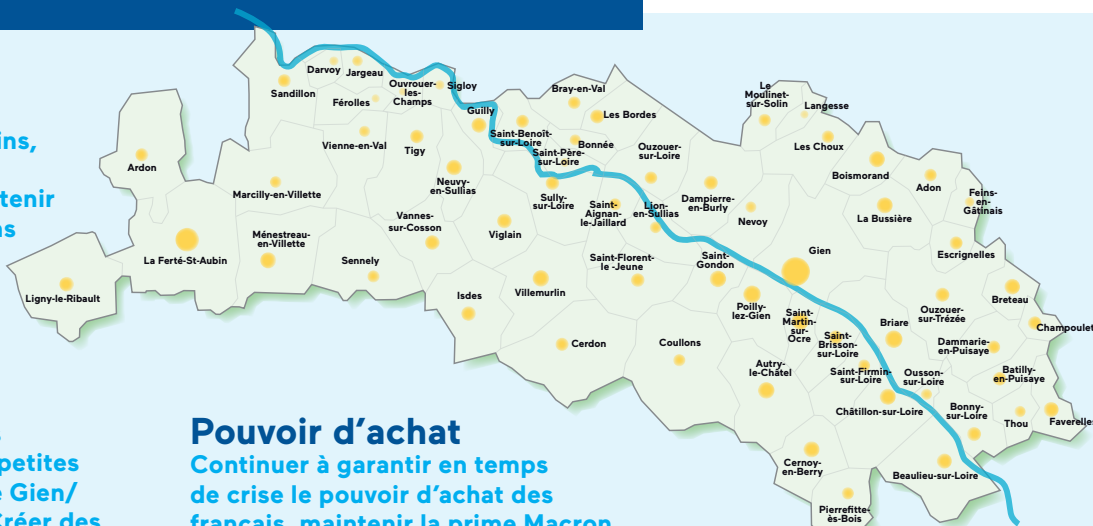 Darvoy
Jargeau
Ouvrouer-
les-
Champs
Sigloy
Sandillon
Férolles
Guilly
Bray-en-Val
Les Bordes
Le
Moulinet-
sur-Solin
Langesse
Vienne-en-Val
Tigy
Saint-Benoît-
sur-Loire
Bonnée
Saint-Père-
sur-Loire
Ouzouer-
sur-Loire
Les Choux
ins,
Ardon
Boismorand
Adon
Feins-
en-
Gâtinais
tenir
ns
Marcilly-en-Villette
Neuvy-
en-Sullias
Sully-
sur-Loire
Saint-
Aignan-
le-Jaillard
Lion-
en-Sullias
Dampierre-
en-Burly
Nevoy
La Bussière
Vannes-
sur-Cosson
Viglain
Ménestreau-
en-Villette
La Ferté-St-Aubin
Sennely
Saint-Florent-
le -Jeune
Saint-
Gondon
Gien
Escrignelles
Ligny-le-Ribault
Isdes
Villemurlin
Poilly-
lez-Gien
Saint-
Martin-
sur-
Ocre
Saint-
Brisson-
sur-Loire
Briare
Ouzouer-
sur-Trézée
Breteau
Champoulet
Cerdon
Coullons
Dammarie-
en-Puisaye
Autry-
le-Châtel
Saint-Firmin-
sur-Loire
Ousson-
sur-Loire
Batilly-
en-Puisaye
Châtillon-sur-Loire
Bonny-
sur-Loire
Thou
Faverelles
Cernoy-
en-Berry
Beaulieu-sur-Loire
Pierrefitte-
ès-Bois
petites
e Gien/
Créer des
Pouvoir d’achat
Continuer à garantir en temps
de crise le pouvoir d’achat des
français, maintenir la prime Macron